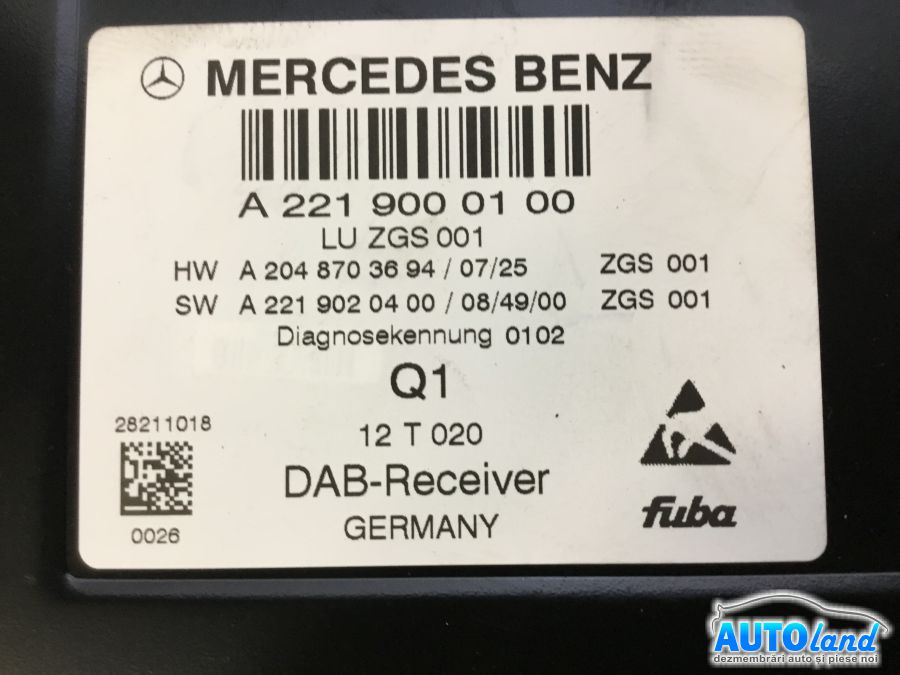 MERCEDES BENZ
A 221 900 01 00
LU ZGS 001
HW A 204 870 36 94 / 07/25 ZGS 001
SW A 221 902 04 00 / 08/49/00 ZGS 001
Diagnosekennung 0102
Q1
28211018
12 T 020
DAB-Receiver
0026
GERMANY
fuba
AUTOland
dezmembrări auto și piese noi